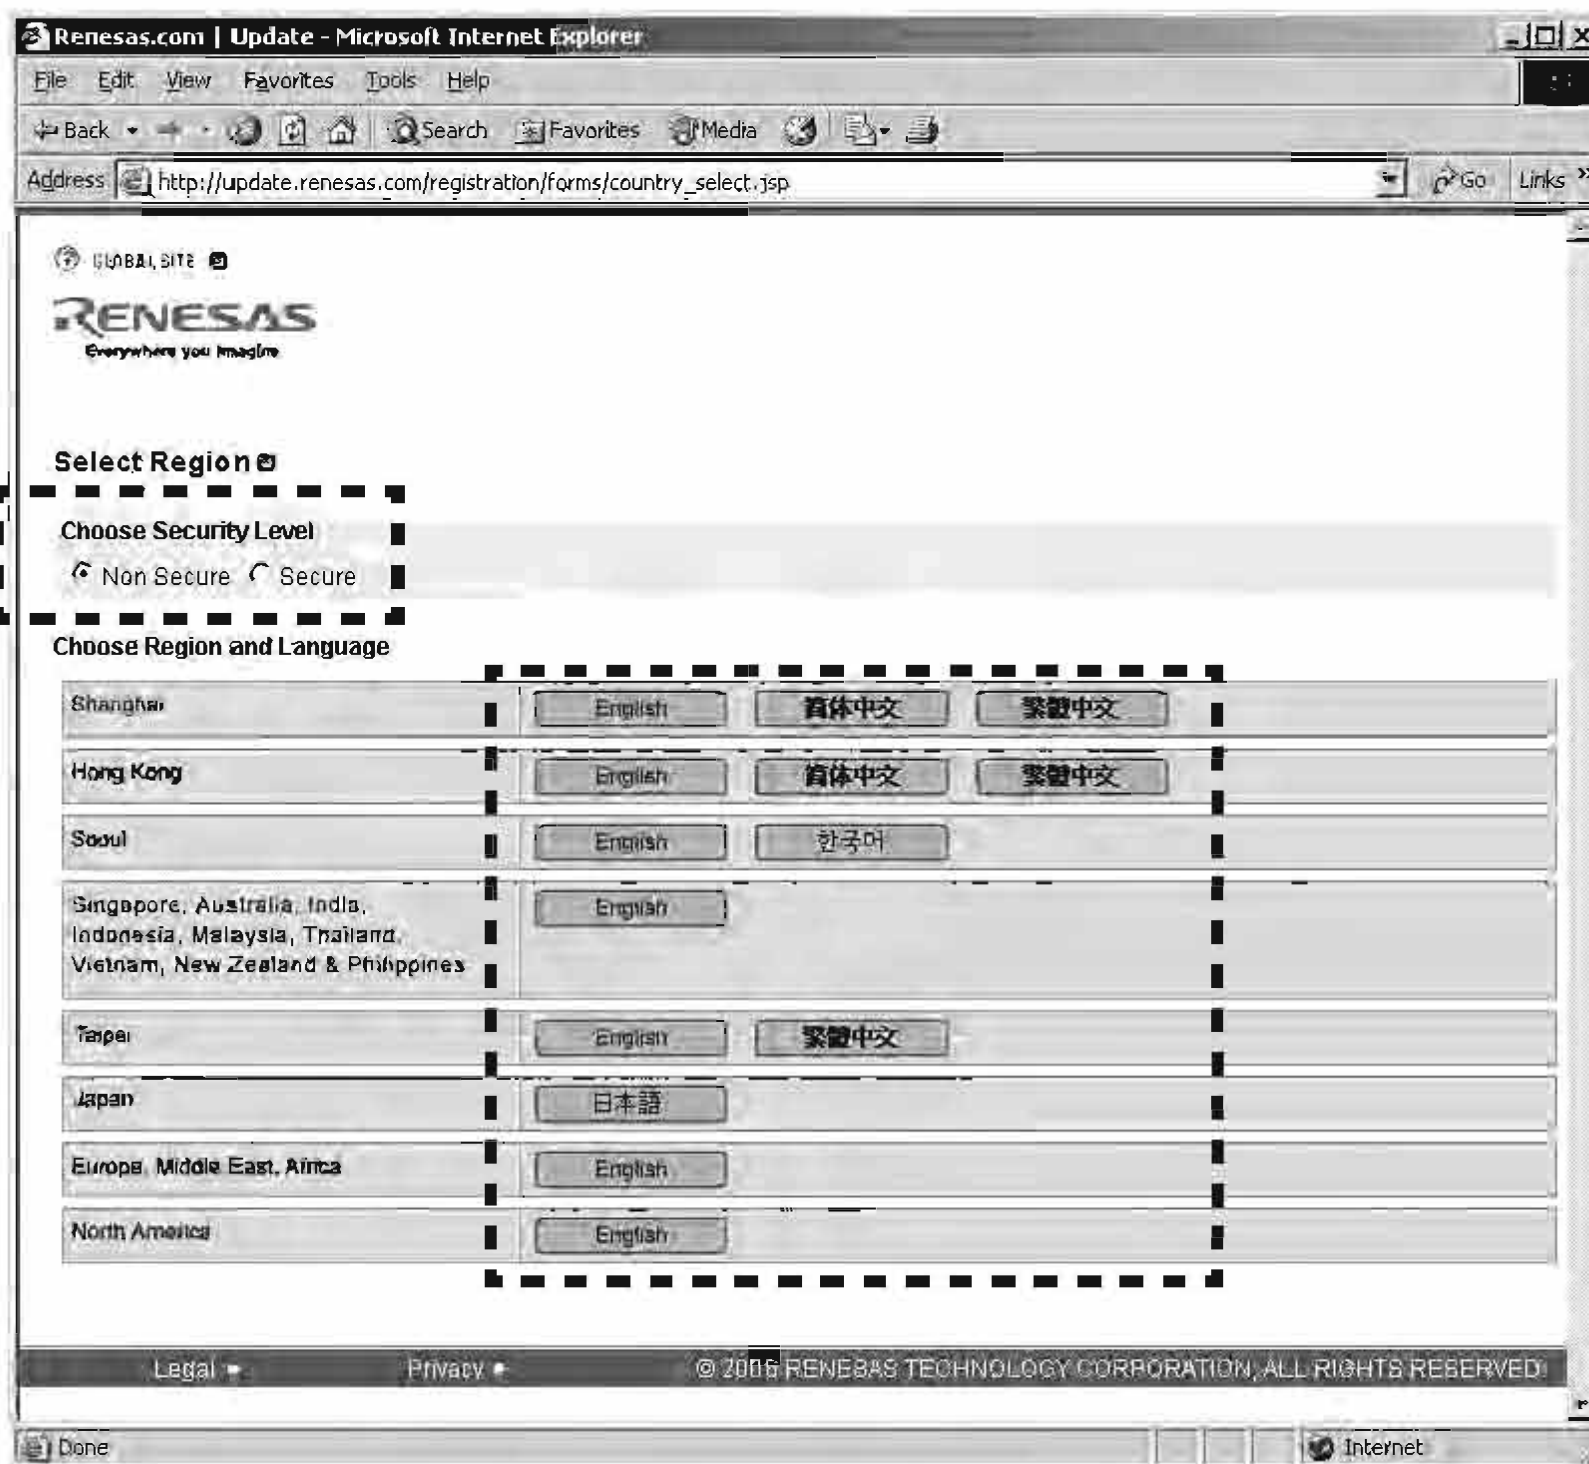 Renesas.com | Update - Microsoft Internet Explorer
File Edit View Favorites Tools Help
Back Search Favorites Media
Address http://update.renesas.com/registration/forms/country_select.jsp Go Links »
GLOBAL SITE
RENESAS
Everywhere you imagine
Select Region
Choose Security Level
Non Secure Secure
Choose Region and Language
Shanghai English 简体中文 繁體中文
Hong Kong English 简体中文 繁體中文
Seoul English 한국어
Singapore, Australia, India, English
Indonesia, Malaysia, Thailand,
Vietnam, New Zealand & Philippines
Taipei English 繁體中文
Japan 日本語
Europe, Middle East, Africa English
North America English
Legal Privacy © 2006 RENESAS TECHNOLOGY CORPORATION, ALL RIGHTS RESERVED
Done Internet